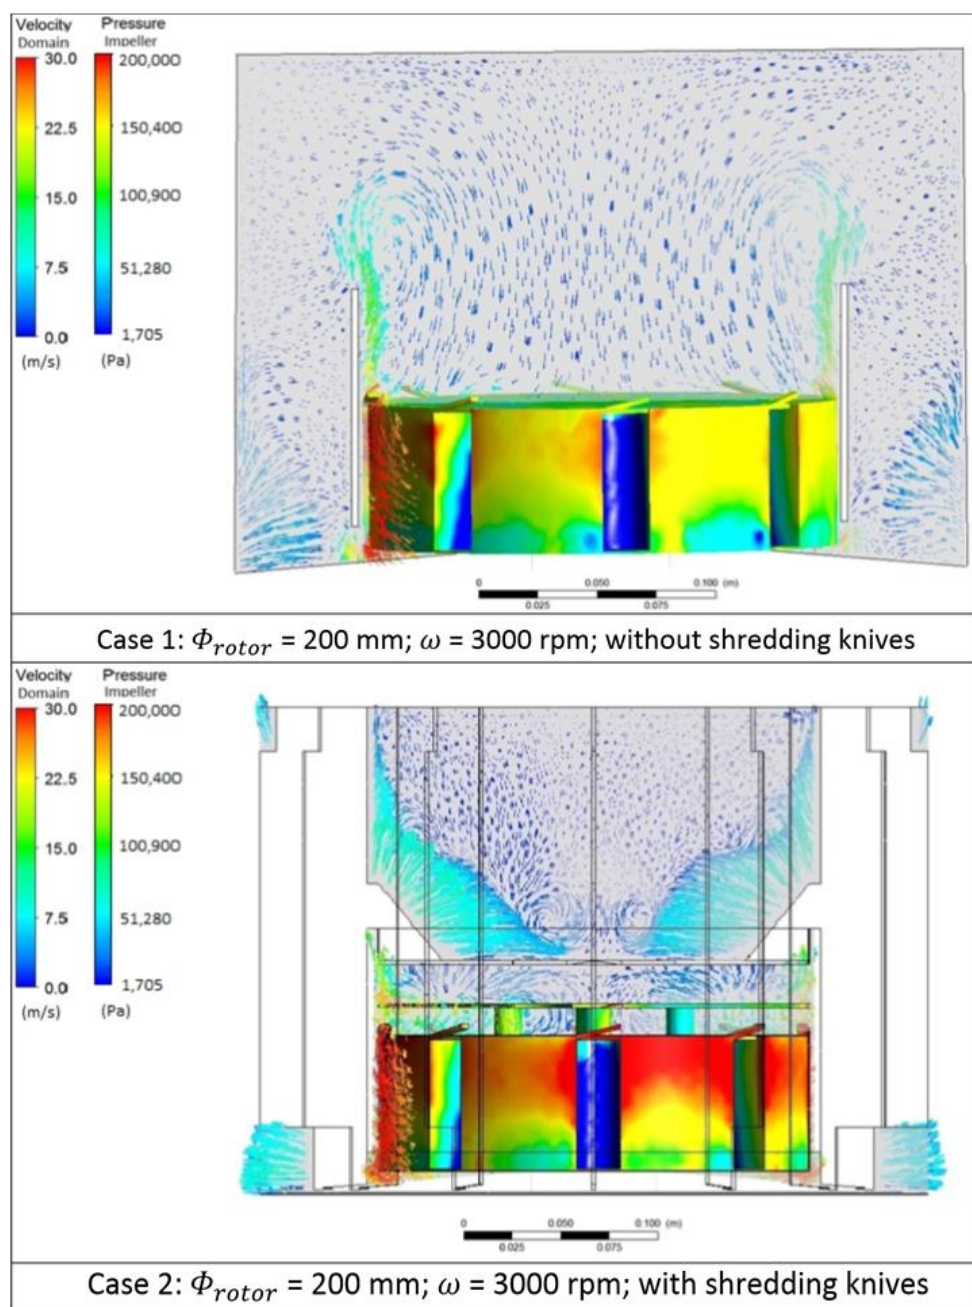 Velocity Pressure
Domain Impeller
30.0 200,000
22.5 150,400
15.0 100,900
7.5 51,280
0.0 1,705
(m/s) (Pa)
0 0.050 0.100 (m)
0.025 0.075
Case 1: Φrotor = 200 mm; ω = 3000 rpm; without shredding knives
Velocity Pressure
Domain Impeller
30.0 200,000
22.5 150,400
15.0 100,900
7.5 51,280
0.0 1,705
(m/s) (Pa)
0 0.050 0.100 (m)
0.025 0.075
Case 2: Φrotor = 200 mm; ω = 3000 rpm; with shredding knives